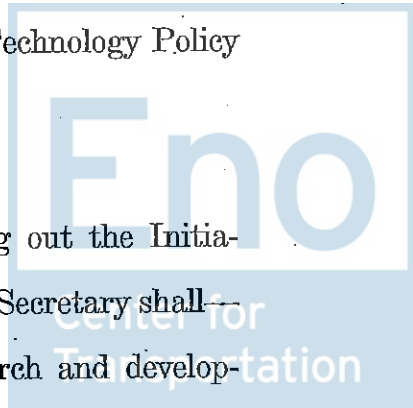 Technology Policy
Eno
g out the Initia-
Secretary shall—
Center for
rch and develop-
Transportation